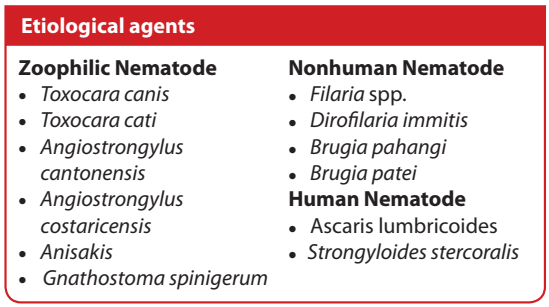 Etiological agents
Zoophilic Nematode
• Toxocara canis
• Toxocara cati
• Angiostrongylus
cantonensis
• Angiostrongylus
costaricensis
• Anisakis
• Gnathostoma spinigerum
Nonhuman Nematode
• Filaria spp.
• Dirofilaria immitis
• Brugia pahangi
• Brugia patei
Human Nematode
• Ascaris lumbricoides
• Strongyloides stercoralis